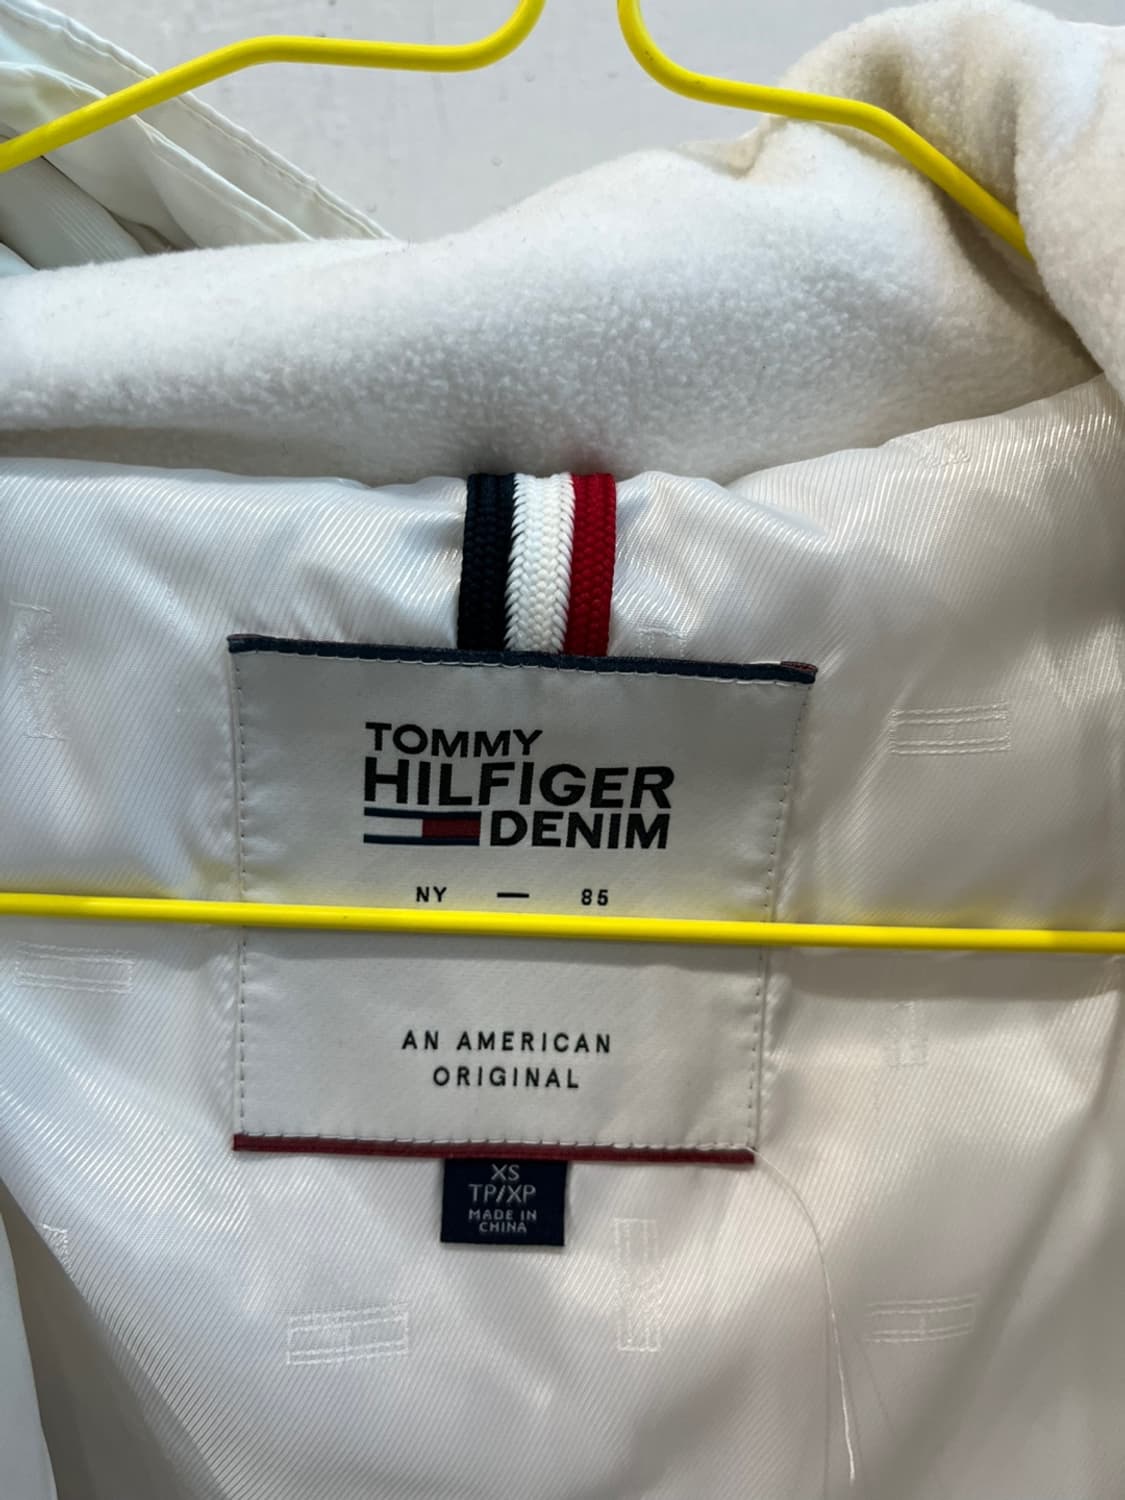 TOMMY
HILFIGER
DENIM
NY — 85
AN AMERICAN
ORIGINAL
XS
TP/XP
MADE IN
CHINA